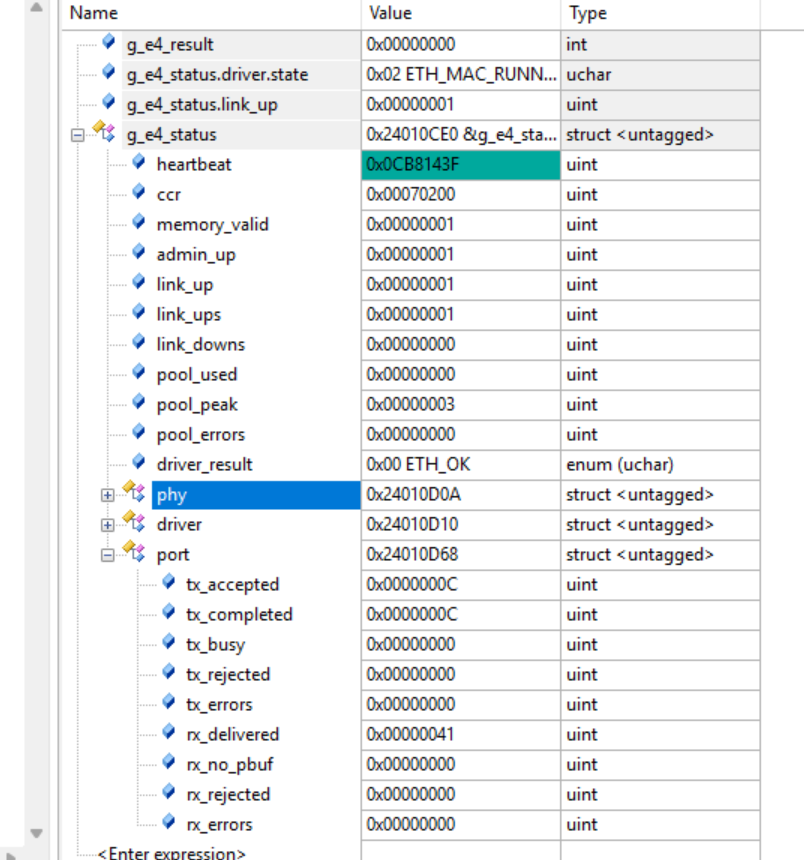 Name Value Type
g_e4_result 0x00000000 int
g_e4_status.driver.state 0x02 ETH_MAC_RUNN... uchar
g_e4_status.link_up 0x00000001 uint
g_e4_status 0x24010CE0 &g_e4_sta... struct <untagged>
heartbeat 0x0CB8143F uint
ccr 0x00070200 uint
memory_valid 0x00000001 uint
admin_up 0x00000001 uint
link_up 0x00000001 uint
link_ups 0x00000001 uint
link_downs 0x00000000 uint
pool_used 0x00000000 uint
pool_peak 0x00000003 uint
pool_errors 0x00000000 uint
driver_result 0x00 ETH_OK enum (uchar)
phy 0x24010D0A struct <untagged>
driver 0x24010D10 struct <untagged>
port 0x24010D68 struct <untagged>
tx_accepted 0x0000000C uint
tx_completed 0x0000000C uint
tx_busy 0x00000000 uint
tx_rejected 0x00000000 uint
tx_errors 0x00000000 uint
rx_delivered 0x00000041 uint
rx_no_pbuf 0x00000000 uint
rx_rejected 0x00000000 uint
rx_errors 0x00000000 uint
<Enter expression>